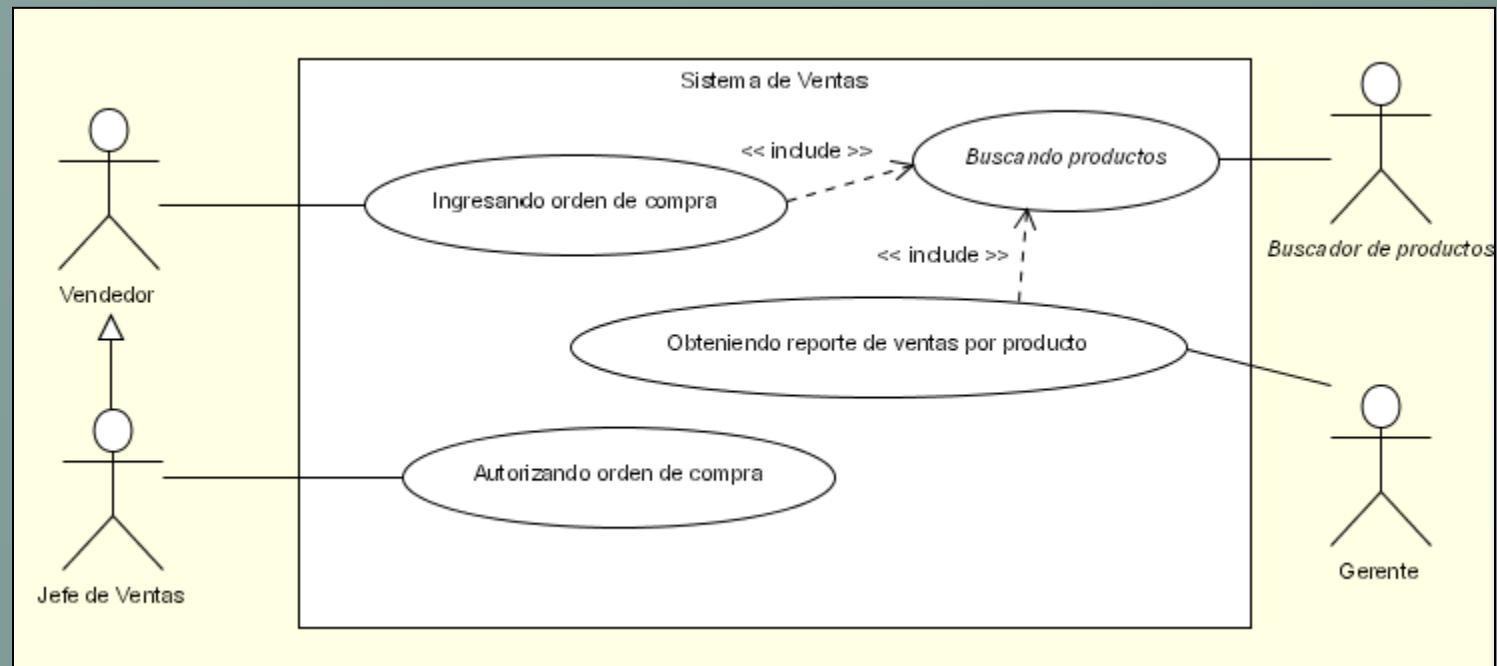 Sistema de Ventas
<< include >>
Buscando productos
Ingresando orden de compra
Buscador de productos
<< include >>
Vendedor
Obteniendo reporte de ventas por producto
Autorizando orden de compra
Gerente
Jefe de Ventas